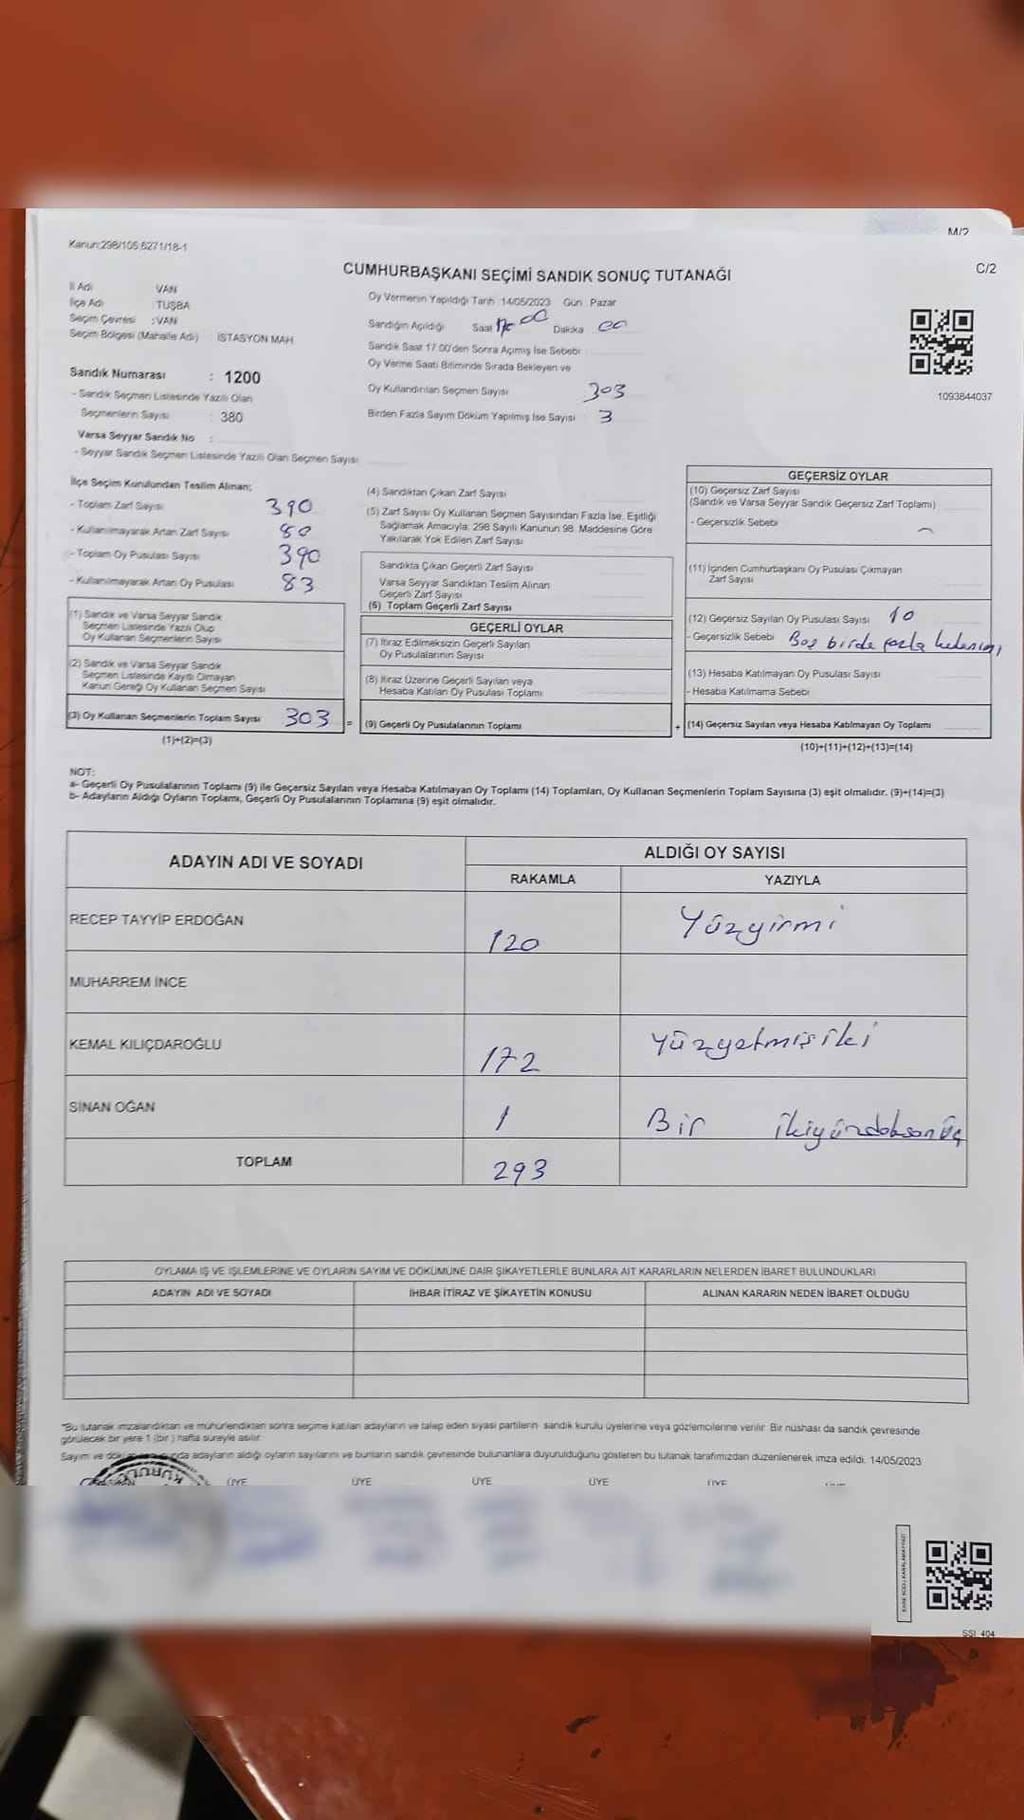 M/2
Kanun:298/105 6271/18-1
C/2
CUMHURBAŞKANI SEÇİMİ SANDIK SONUÇ TUTANAĞI
İl Adı VAN
İlçe Adı TUŞBA
Seçim Çevresi :VAN
Seçim Bölgesi (Mahalle Adı) : İSTASYON MAH.
Oy Vermenin Yapıldığı Tarih :14/05/2023 Gün : Pazar
Sandığın Açıldığı Saat 17 00 Dakika 00
Sandık Saat 17.00'den Sonra Açılmış İse Sebebi
Oy Verme Saati Bitiminde Sırada Bekleyen ve
Oy Kullandırılan Seçmen Sayısı 303
Birden Fazla Sayım Döküm Yapılmış İse Sayısı 3
1093844037
Sandık Numarası : 1200
- Sandık Seçmen Listesinde Yazılı Olan
Seçmenlerin Sayısı : 380
Varsa Seyyar Sandık No :
- Seyyar Sandık Seçmen Listesinde Yazılı Olan Seçmen Sayısı
İlçe Seçim Kurulundan Teslim Alınan;
- Toplam Zarf Sayısı 390
- Kullanılmayarak Artan Zarf Sayısı 80
- Toplam Oy Pusulası Sayısı 390
- Kullanılmayarak Artan Oy Pusulası 83
(1) Sandık ve Varsa Seyyar Sandık
Seçmen Listesinde Yazılı Olup
Oy Kullanan Seçmenlerin Sayısı
(2) Sandık ve Varsa Seyyar Sandık
Seçmen Listesinde Kaydı Olmayan
Kanun Gereği Oy Kullanan Seçmen Sayısı
(3) Oy Kullanan Seçmenlerin Toplam Sayısı 303 =
(1)+(2)=(3)
(4) Sandıktan Çıkan Zarf Sayısı
(5) Zarf Sayısı Oy Kullanan Seçmen Sayısından Fazla İse, Eşitliği
Sağlamak Amacıyla; 298 Sayılı Kanunun 98. Maddesine Göre
Yakılarak Yok Edilen Zarf Sayısı
Sandıkta Çıkan Geçerli Zarf Sayısı
Varsa Seyyar Sandıktan Teslim Alınan
Geçerli Zarf Sayısı
(6) Toplam Geçerli Zarf Sayısı
GEÇERLİ OYLAR
(7) İtiraz Edilmeksizin Geçerli Sayılan
Oy Pusulalarının Sayısı
(8) İtiraz Üzerine Geçerli Sayılan veya
Hesaba Katılan Oy Pusulası Toplamı
(9) Geçerli Oy Pusulalarının Toplamı +
GEÇERSİZ OYLAR
(10) Geçersiz Zarf Sayısı
(Sandık ve Varsa Seyyar Sandık Geçersiz Zarf Toplamı)
- Geçersizlik Sebebi
(11) İçinden Cumhurbaşkanı Oy Pusulası Çıkmayan
Zarf Sayısı
(12) Geçersiz Sayılan Oy Pusulası Sayısı 10
- Geçersizlik Sebebi Boş birde fazla
(13) Hesaba Katılmayan Oy Pusulası Sayısı
- Hesaba Katılmama Sebebi
(14) Geçersiz Sayılan veya Hesaba Katılmayan Oy Toplamı
(10)+(11)+(12)+(13)=(14)
NOT:
a- Geçerli Oy Pusulalarının Toplamı (9) ile Geçersiz Sayılan veya Hesaba Katılmayan Oy Toplamı (14) Toplamları, Oy Kullanan Seçmenlerin Toplam Sayısına (3) eşit olmalıdır. (9)+(14)=(3)
b- Adayların Aldığı Oyların Toplamı, Geçerli Oy Pusulalarının Toplamına (9) eşit olmalıdır.
ADAYIN ADI VE SOYADI
ALDIĞI OY SAYISI
RAKAMLA YAZIYLA
RECEP TAYYİP ERDOĞAN 120 Yüzyirmi
MUHARREM İNCE
KEMAL KILIÇDAROĞLU 172 Yüzyetmişiki
SİNAN OĞAN 1 Bir
ikiyüzdoksanüç
TOPLAM 293
OYLAMA İŞ VE İŞLEMLERİNE VE OYLARIN SAYIM VE DÖKÜMÜNE DAİR ŞİKAYETLERLE BUNLARA AİT KARARLARIN NELERDEN İBARET BULUNDUKLARI
ADAYIN ADI VE SOYADI İHBAR İTİRAZ VE ŞİKAYETİN KONUSU ALINAN KARARIN NEDEN İBARET OLDUĞU
*Bu tutanak imzalandıktan ve mühürlendikten sonra seçime katılan adayların ve talep eden siyasi partilerin sandık kurulu üyelerine veya gözlemcilerine verilir. Bir nüshası da sandık çevresinde
görülecek bir yere 1 (bir) hafta süreyle asılır.
Sayım ve adayların aldığı oyların sayılarını ve bunların sandık çevresinde bulunanlara duyurulduğunu gösteren bu tutanak tarafımızdan düzenlenerek imza edildi. 14/05/2023
KURULU
ÜYE ÜYE ÜYE ÜYE ÜYE
SSİ 404